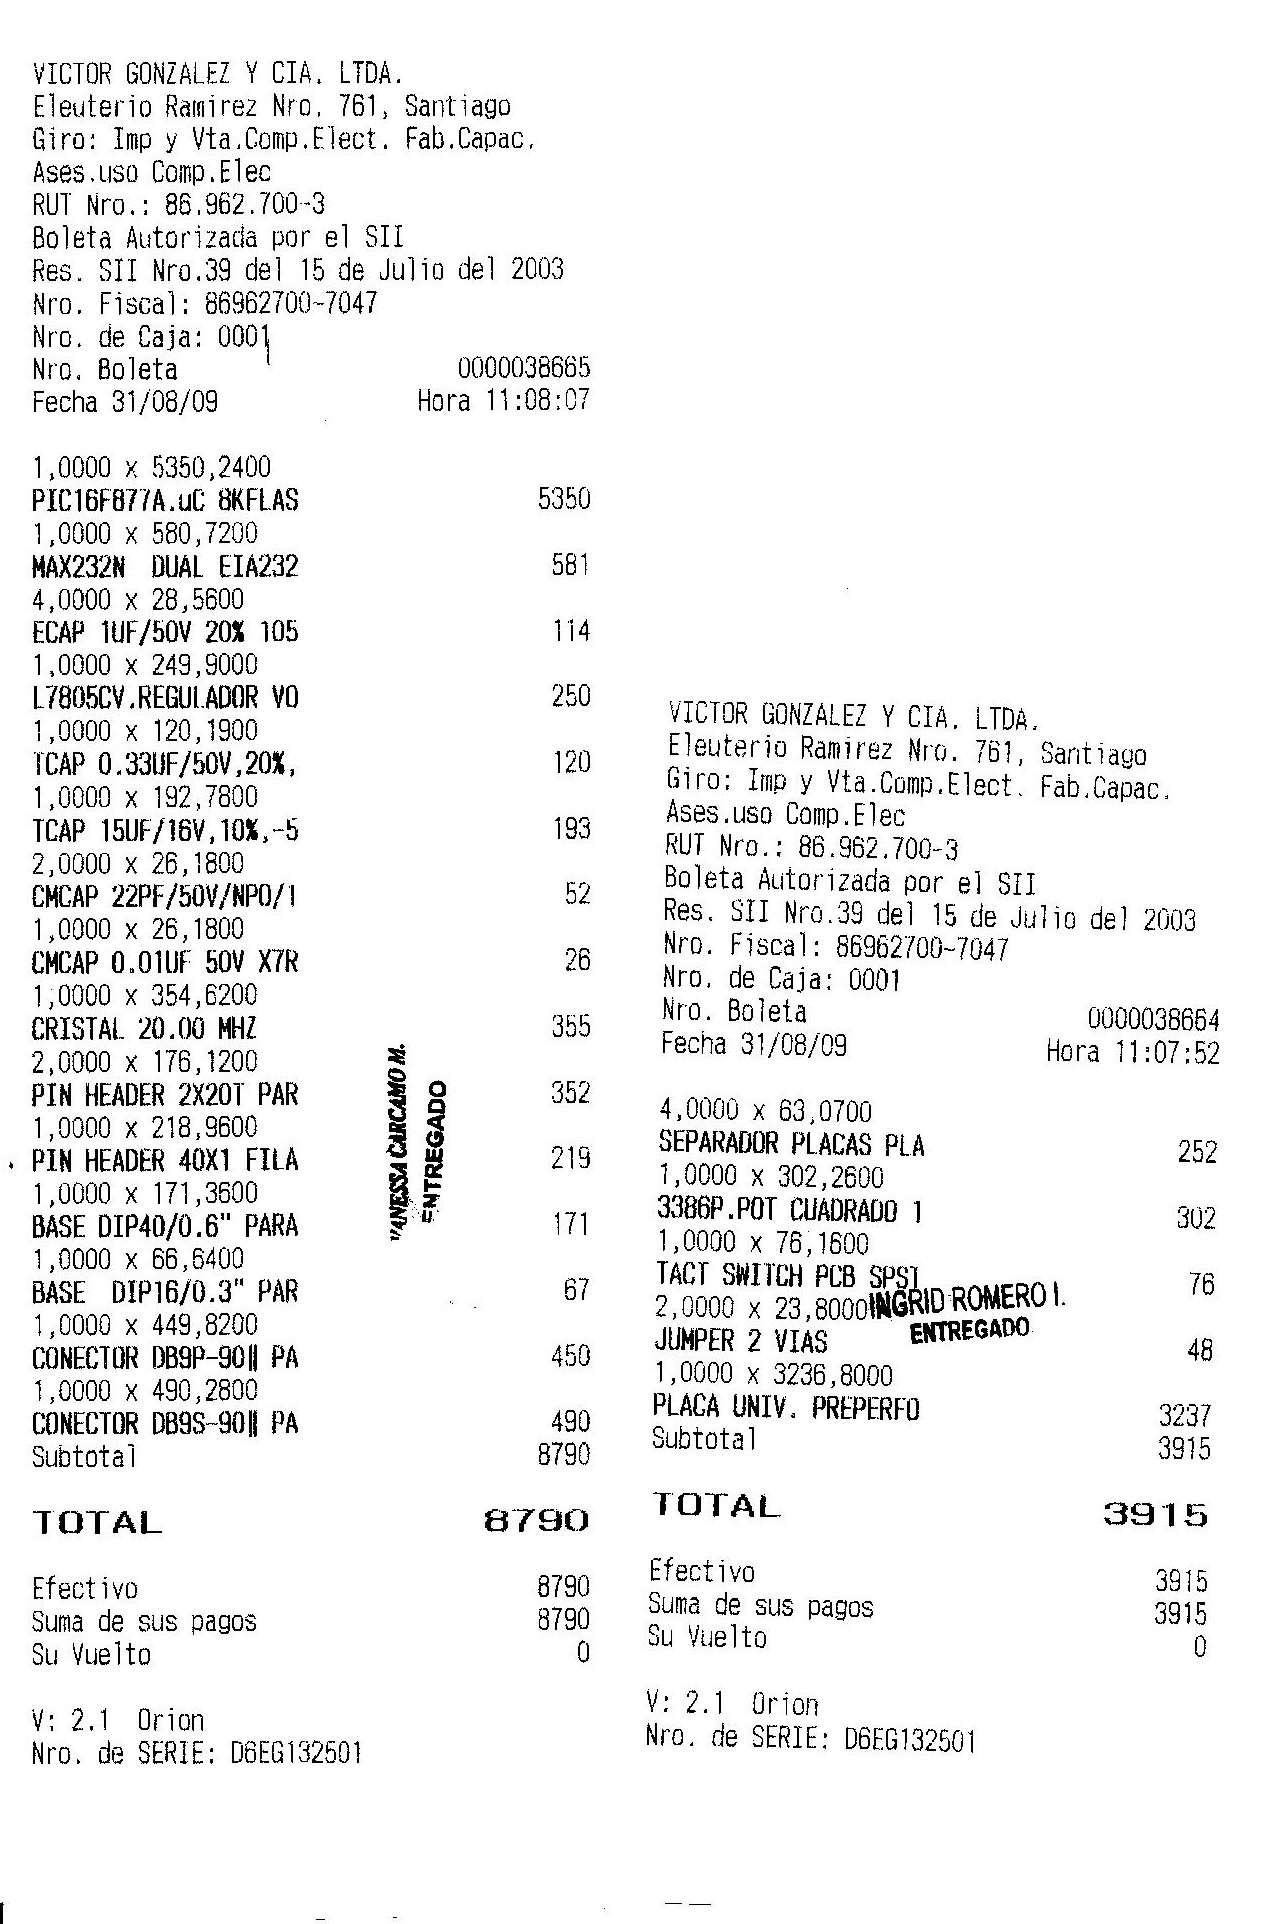 VICTOR GONZALEZ Y CIA. LTDA.
Eleuterio Ramirez Nro. 761, Santiago
Giro: Imp y Vta.Comp.Elect. Fab.Capac.
Ases.uso Comp.Elec
RUT Nro.: 86.962.700-3
Boleta Autorizada por el SII
Res. SII Nro.39 del 15 de Julio del 2003
Nro. Fiscal: 86962700-7047
Nro. de Caja: 0001
Nro. Boleta 0000038665
Fecha 31/08/09 Hora 11:08:07
1,0000 x 5350,2400
PIC16F877A.uC 8KFLAS 5350
1,0000 x 580,7200
MAX232N DUAL EIA232 581
4,0000 x 28,5600
ECAP 1UF/50V 20% 105 114
1,0000 x 249,9000
L7805CV.REGULADOR VO 250
1,0000 x 120,1900
TCAP 0.33UF/50V,20%, 120
1,0000 x 192,7800
TCAP 15UF/16V,10%,-5 193
2,0000 x 26,1800
CMCAP 22PF/50V/NPO/I 52
1,0000 x 26,1800
CMCAP 0.01UF 50V X7R 26
1,0000 x 354,6200
CRISTAL 20.00 MHZ 355
2,0000 x 176,1200
PIN HEADER 2X20T PAR 352
1,0000 x 218,9600
PIN HEADER 40X1 FILA 219
1,0000 x 171,3600
BASE DIP40/0.6" PARA 171
1,0000 x 66,6400
BASE DIP16/0.3" PAR 67
1,0000 x 449,8200
CONECTOR DB9P-90|| PA 450
1,0000 x 490,2800
CONECTOR DB9S-90|| PA 490
Subtotal 8790
TOTAL 8790
Efectivo 8790
Suma de sus pagos 8790
Su Vuelto 0
V: 2.1 Orion
Nro. de SERIE: D6EG132501
VANESSA CARCAMO M.
ENTREGADO
VICTOR GONZALEZ Y CIA. LTDA.
Eleuterio Ramirez Nro. 761, Santiago
Giro: Imp y Vta.Comp.Elect. Fab.Capac.
Ases.uso Comp.Elec
RUT Nro.: 86.962.700-3
Boleta Autorizada por el SII
Res. SII Nro.39 del 15 de Julio del 2003
Nro. Fiscal: 86962700-7047
Nro. de Caja: 0001
Nro. Boleta 0000038664
Fecha 31/08/09 Hora 11:07:52
4,0000 x 63,0700
SEPARADOR PLACAS PLA 252
1,0000 x 302,2600
3386P.POT CUADRADO 1 302
1,0000 x 76,1600
TACT SWITCH PCB SPST 76
2,0000 x 23,8000
INGRID ROMERO I.
ENTREGADO
JUMPER 2 VIAS 48
1,0000 x 3236,8000
PLACA UNIV. PREPERFO 3237
Subtotal 3915
TOTAL 3915
Efectivo 3915
Suma de sus pagos 3915
Su Vuelto 0
V: 2.1 Orion
Nro. de SERIE: D6EG132501